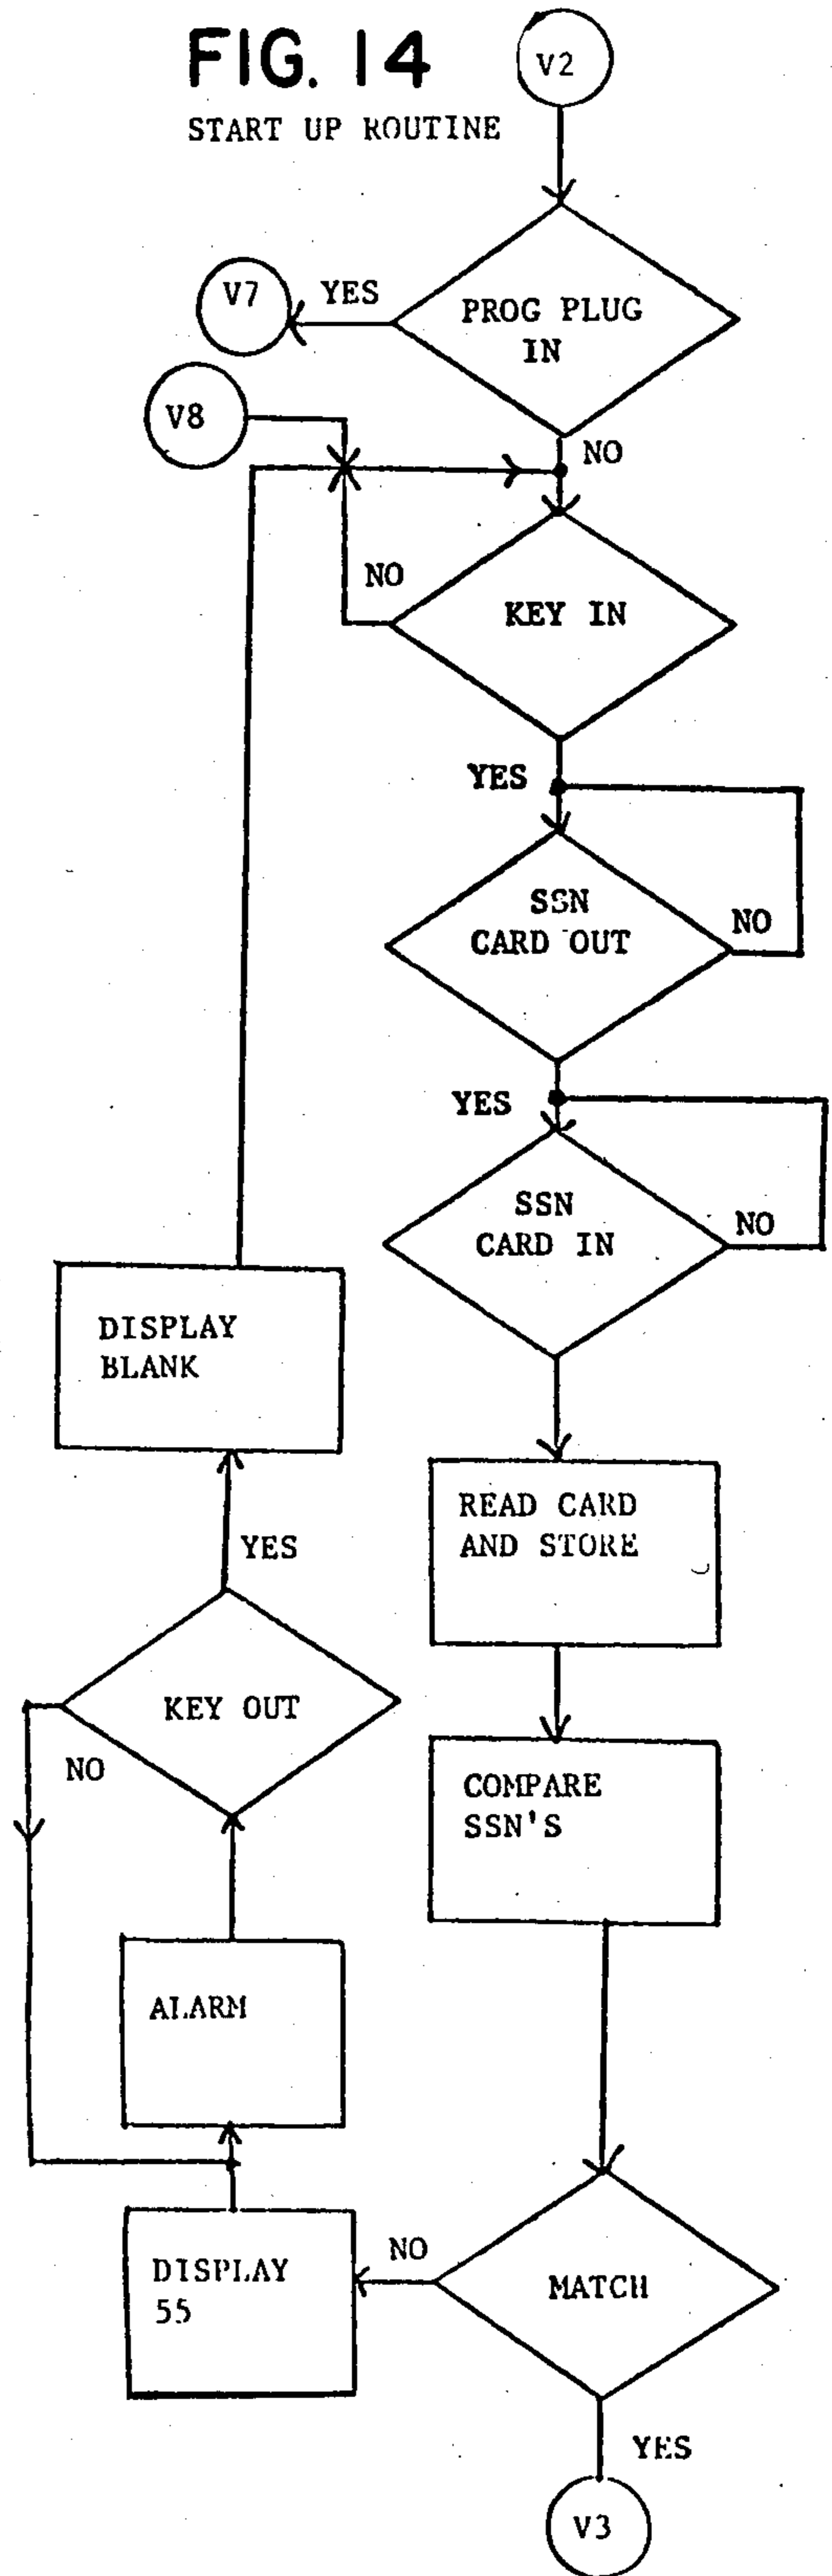 FIG. 14
START UP ROUTINE
V2
PROG PLUG
IN
YES
V7
V8
NO
KEY IN
NO
YES
SSN
CARD OUT
NO
YES
SSN
CARD IN
NO
READ CARD
AND STORE
COMPARE
SSN'S
MATCH
NO
YES
V3
DISPLAY
55
ALARM
KEY OUT
NO
YES
DISPLAY
BLANK